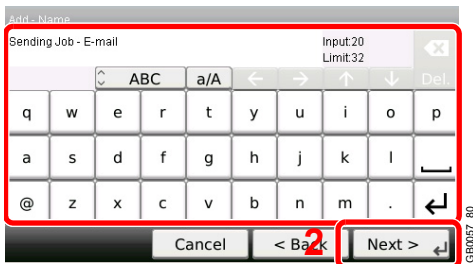 Add - Name
Sending Job - E-mail
Input:20
Limit:32
ABC a/A Del.
q w e r t y u i o p
a s d f g h j k l
@ z x c v b n m .
Cancel < Back Next >
2
GB0057_80